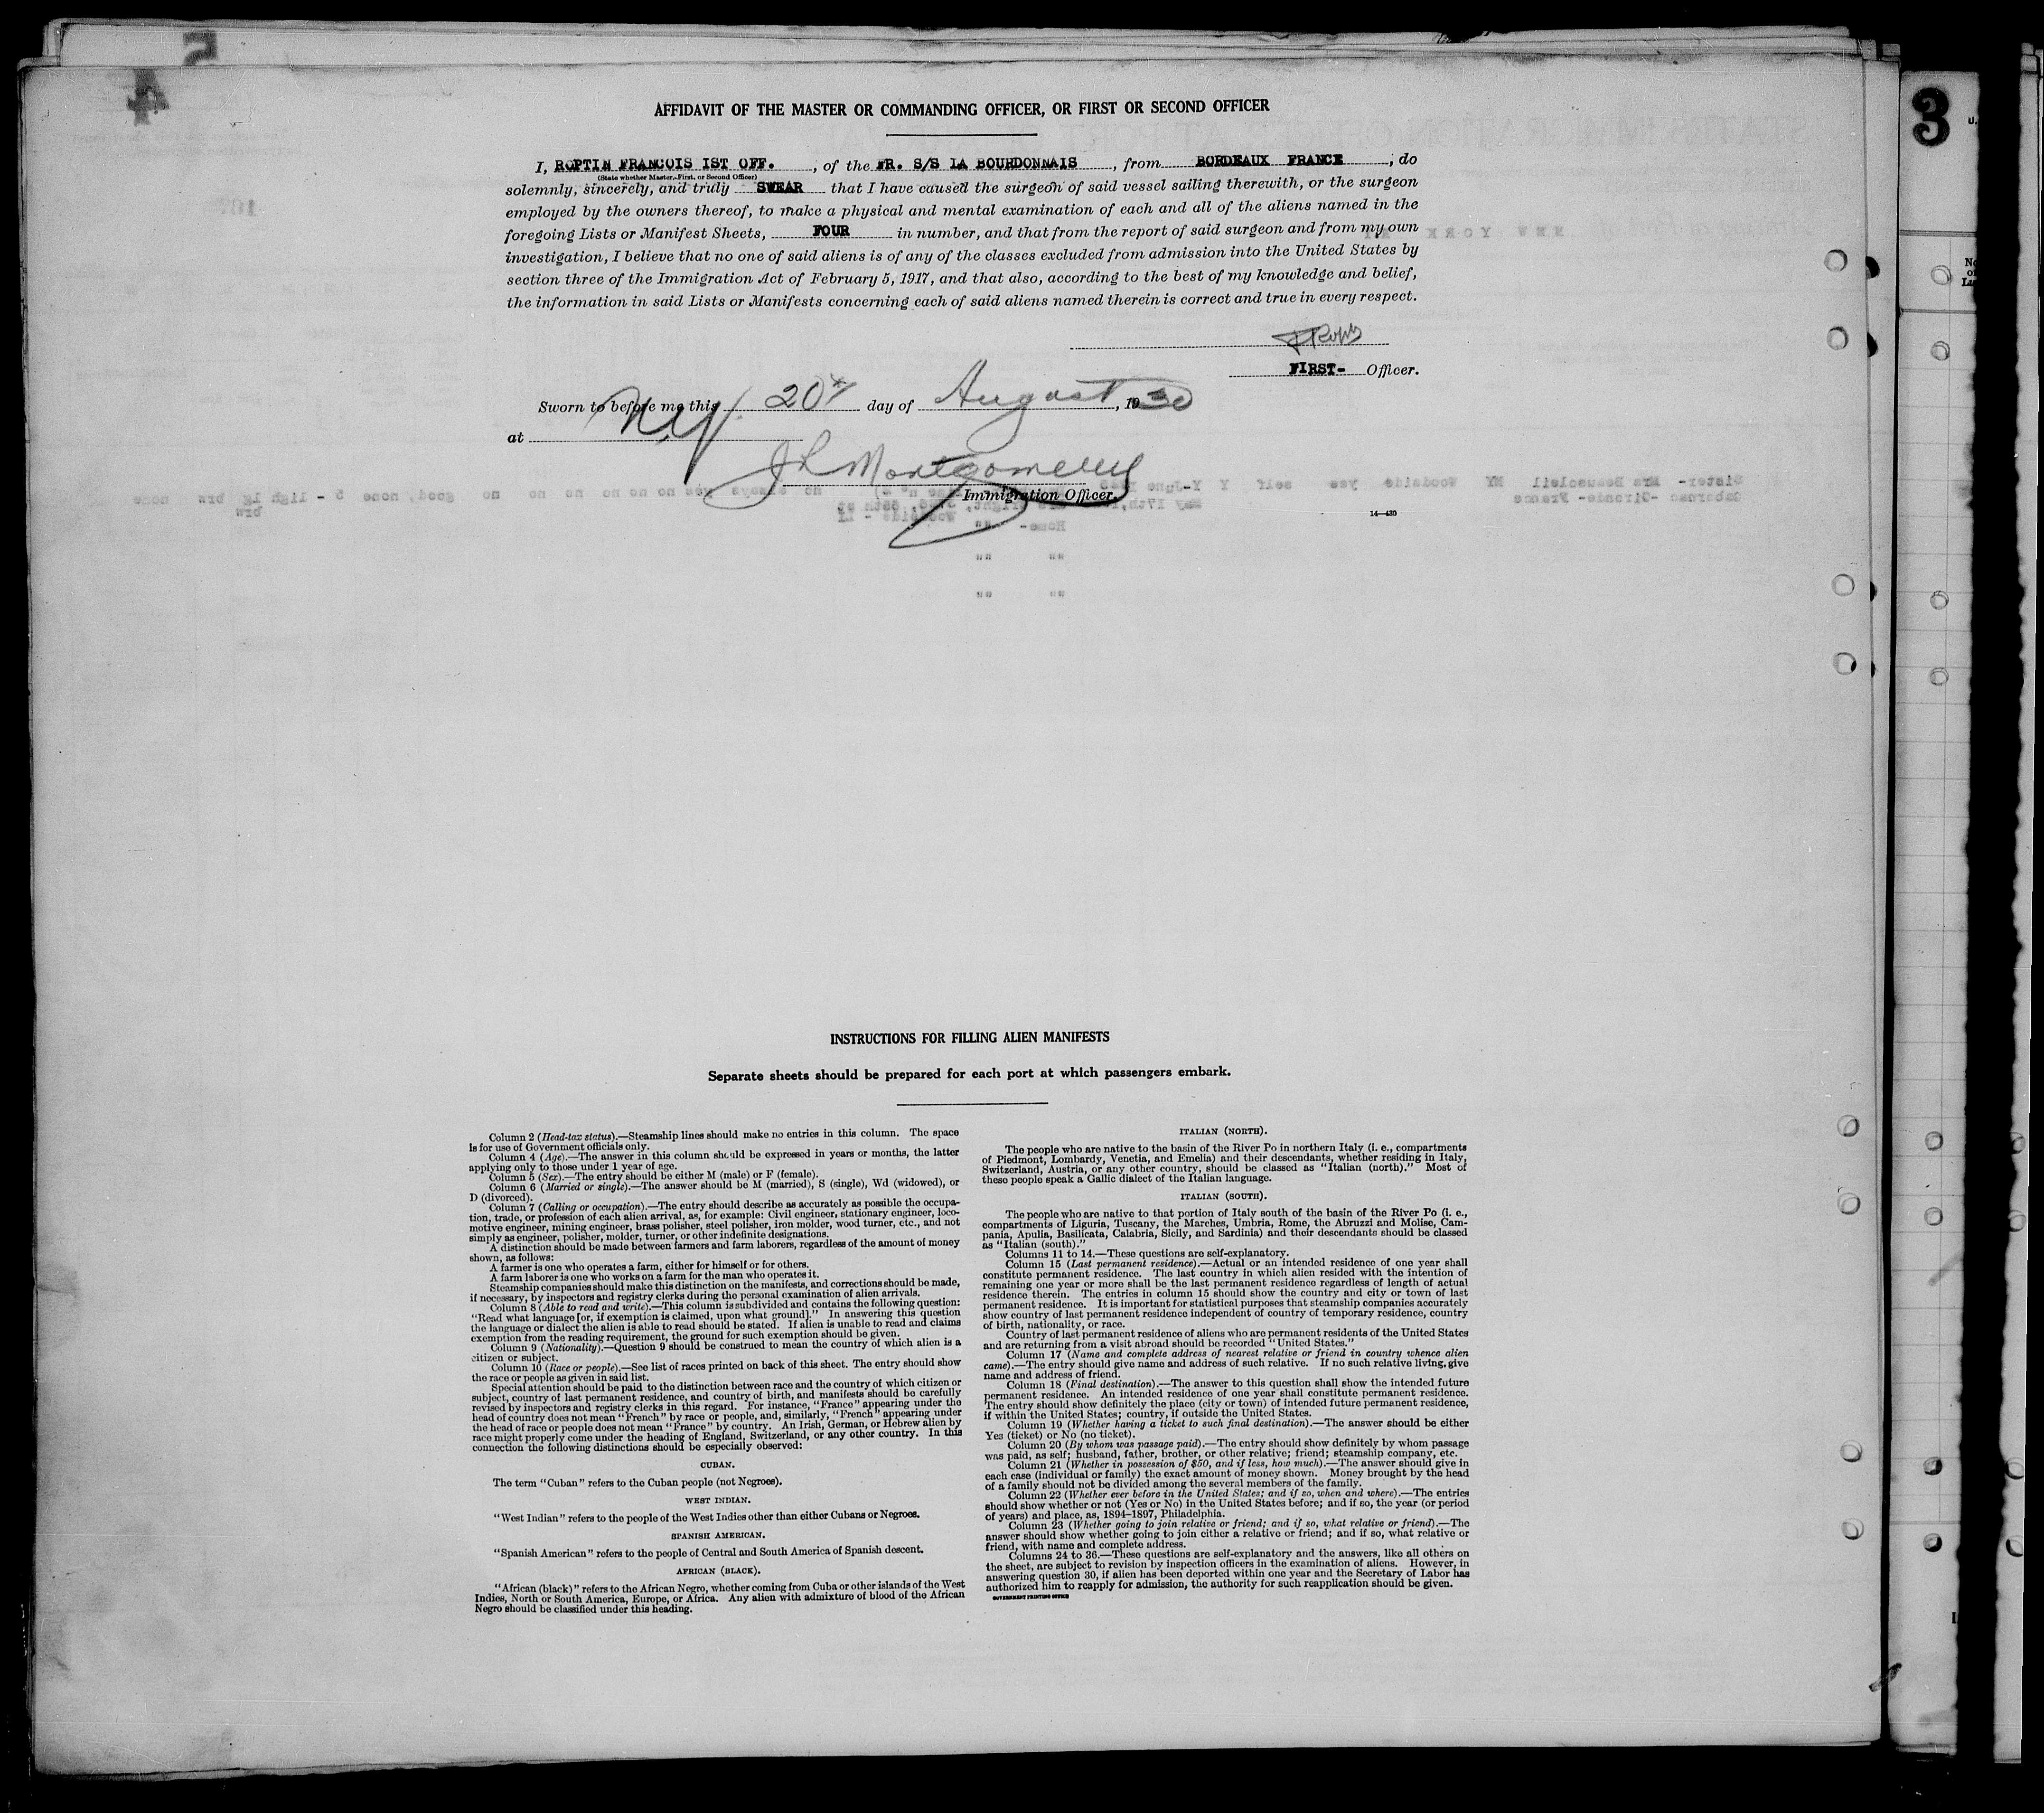 4
5
3
AFFIDAVIT OF THE MASTER OR COMMANDING OFFICER, OR FIRST OR SECOND OFFICER
I, ROPTIN FRANCOIS IST OFF. , of the FR. S/S LA BOURDONNAIS , from BORDEAUX FRANCE , do
(State whether Master, First, or Second Officer)
solemnly, sincerely, and truly SWEAR that I have caused the surgeon of said vessel sailing therewith, or the surgeon
employed by the owners thereof, to make a physical and mental examination of each and all of the aliens named in the
foregoing Lists or Manifest Sheets, FOUR in number, and that from the report of said surgeon and from my own
investigation, I believe that no one of said aliens is of any of the classes excluded from admission into the United States by
section three of the Immigration Act of February 5, 1917, and that also, according to the best of my knowledge and belief,
the information in said Lists or Manifests concerning each of said aliens named therein is correct and true in every respect.
FIRST- Officer.
Sworn to before me this 20th day of August , 1930
at N.Y.
J L Montgomery
Immigration Officer.
14—430
INSTRUCTIONS FOR FILLING ALIEN MANIFESTS
Separate sheets should be prepared for each port at which passengers embark.
Column 2 (Head-tax status).—Steamship lines should make no entries in this column. The space
is for use of Government officials only.
Column 4 (Age).—The answer in this column should be expressed in years or months, the latter
applying only to those under 1 year of age.
Column 5 (Sex).—The entry should be either M (male) or F (female).
Column 6 (Married or single).—The answer should be M (married), S (single), Wd (widowed), or
D (divorced).
Column 7 (Calling or occupation).—The entry should describe as accurately as possible the occupa-
tion, trade, or profession of each alien arrival, as, for example: Civil engineer, stationary engineer, loco-
motive engineer, mining engineer, brass polisher, steel polisher, iron molder, wood turner, etc., and not
simply as engineer, polisher, molder, turner, or other indefinite designations.
A distinction should be made between farmers and farm laborers, regardless of the amount of money
shown, as follows:
A farmer is one who operates a farm, either for himself or for others.
A farm laborer is one who works on a farm for the man who operates it.
Steamship companies should make this distinction on the manifests, and corrections should be made,
if necessary, by inspectors and registry clerks during the personal examination of alien arrivals.
Column 8 (Able to read and write).—This column is subdivided and contains the following question:
"Read what language [or, if exemption is claimed, upon what ground]." In answering this question
the language or dialect the alien is able to read should be stated. If alien is unable to read and claims
exemption from the reading requirement, the ground for such exemption should be given.
Column 9 (Nationality).—Question 9 should be construed to mean the country of which alien is a
citizen or subject.
Column 10 (Race or people).—See list of races printed on back of this sheet. The entry should show
the race or people as given in said list.
Special attention should be paid to the distinction between race and the country of which citizen or
subject, country of last permanent residence, and country of birth, and manifests should be carefully
revised by inspectors and registry clerks in this regard. For instance, "France" appearing under the
head of country does not mean "French" by race or people, and, similarly, "French" appearing under
the head of race or people does not mean "France" by country. An Irish, German, or Hebrew alien by
race might properly come under the heading of England, Switzerland, or any other country. In this
connection the following distinctions should be especially observed:
CUBAN.
The term "Cuban" refers to the Cuban people (not Negroes).
WEST INDIAN.
"West Indian" refers to the people of the West Indies other than either Cubans or Negroes.
SPANISH AMERICAN.
"Spanish American" refers to the people of Central and South America of Spanish descent.
AFRICAN (BLACK).
"African (black)" refers to the African Negro, whether coming from Cuba or other islands of the West
Indies, North or South America, Europe, or Africa. Any alien with admixture of blood of the African
Negro should be classified under this heading.
ITALIAN (NORTH).
The people who are native to the basin of the River Po in northern Italy (i. e., compartments
of Piedmont, Lombardy, Venetia, and Emelia) and their descendants, whether residing in Italy,
Switzerland, Austria, or any other country, should be classed as "Italian (north)." Most of
these people speak a Gallic dialect of the Italian language.
ITALIAN (SOUTH).
The people who are native to that portion of Italy south of the basin of the River Po (i. e.,
compartments of Liguria, Tuscany, the Marches, Umbria, Rome, the Abruzzi and Molise, Cam-
pania, Apulia, Basilicata, Calabria, Sicily, and Sardinia) and their descendants should be classed
as "Italian (south)."
Columns 11 to 14.—These questions are self-explanatory.
Column 15 (Last permanent residence).—Actual or an intended residence of one year shall
constitute permanent residence. The last country in which alien resided with the intention of
remaining one year or more shall be the last permanent residence regardless of length of actual
residence therein. The entries in column 15 should show the country and city or town of last
permanent residence. It is important for statistical purposes that steamship companies accurately
show country of last permanent residence independent of country of temporary residence, country
of birth, nationality, or race.
Country of last permanent residence of aliens who are permanent residents of the United States
and are returning from a visit abroad should be recorded "United States."
Column 17 (Name and complete address of nearest relative or friend in country whence alien
came).—The entry should give name and address of such relative. If no such relative living, give
name and address of friend.
Column 18 (Final destination).—The answer to this question shall show the intended future
permanent residence. An intended residence of one year shall constitute permanent residence.
The entry should show definitely the place (city or town) of intended future permanent residence,
if within the United States; country, if outside the United States.
Column 19 (Whether having a ticket to such final destination).—The answer should be either
Yes (ticket) or No (no ticket).
Column 20 (By whom was passage paid).—The entry should show definitely by whom passage
was paid, as self; husband, father, brother, or other relative; friend; steamship company, etc.
Column 21 (Whether in possession of $50, and if less, how much).—The answer should give in
each case (individual or family) the exact amount of money shown. Money brought by the head
of a family should not be divided among the several members of the family.
Column 22 (Whether ever before in the United States; and if so, when and where).—The entries
should show whether or not (Yes or No) in the United States before; and if so, the year (or period
of years) and place, as, 1894-1897, Philadelphia.
Column 23 (Whether going to join relative or friend; and if so, what relative or friend).—The
answer should show whether going to join either a relative or friend; and if so, what relative or
friend, with name and complete address.
Columns 24 to 36.—These questions are self-explanatory and the answers, like all others on
the sheet, are subject to revision by inspection officers in the examination of aliens. However, in
answering question 30, if alien has been deported within one year and the Secretary of Labor has
authorized him to reapply for admission, the authority for such reapplication should be given.
GOVERNMENT PRINTING OFFICE